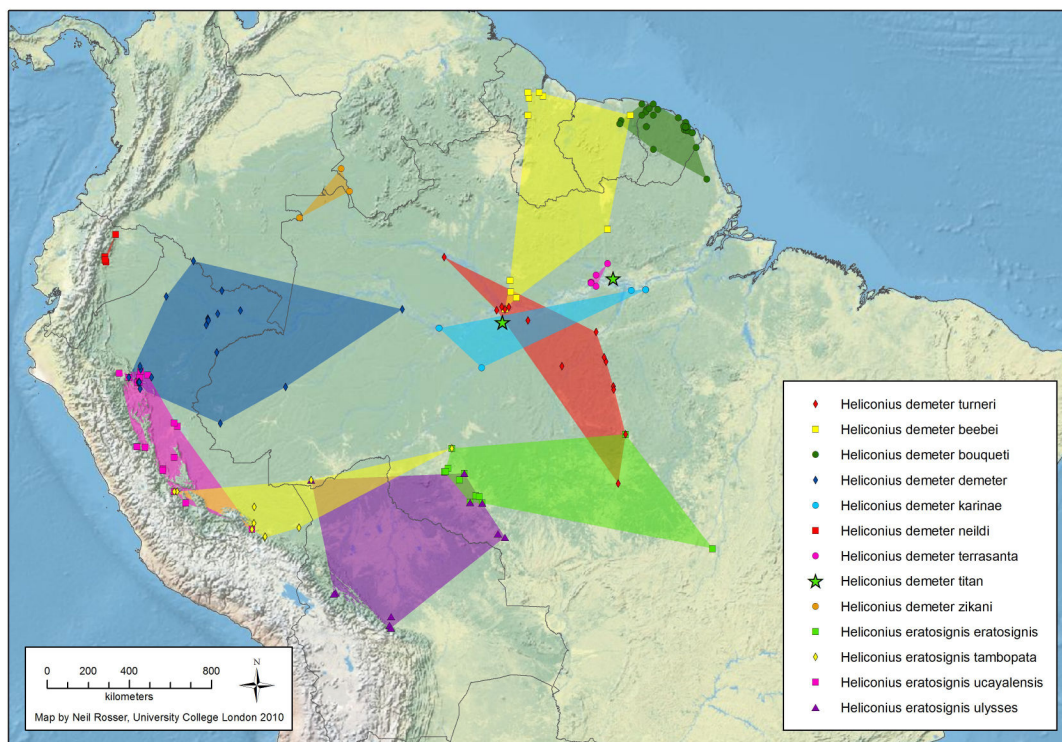 Heliconius demeter turneri
Heliconius demeter beebei
Heliconius demeter bouqueti
Heliconius demeter demeter
Heliconius demeter karinae
Heliconius demeter neildi
Heliconius demeter terrasanta
Heliconius demeter titan
Heliconius demeter zikani
Heliconius eratosignis eratosignis
Heliconius eratosignis tambopata
Heliconius eratosignis ucayalensis
Heliconius eratosignis ulysses
N
0 200 400 800
kilometers
Map by Neil Rosser, University College London 2010